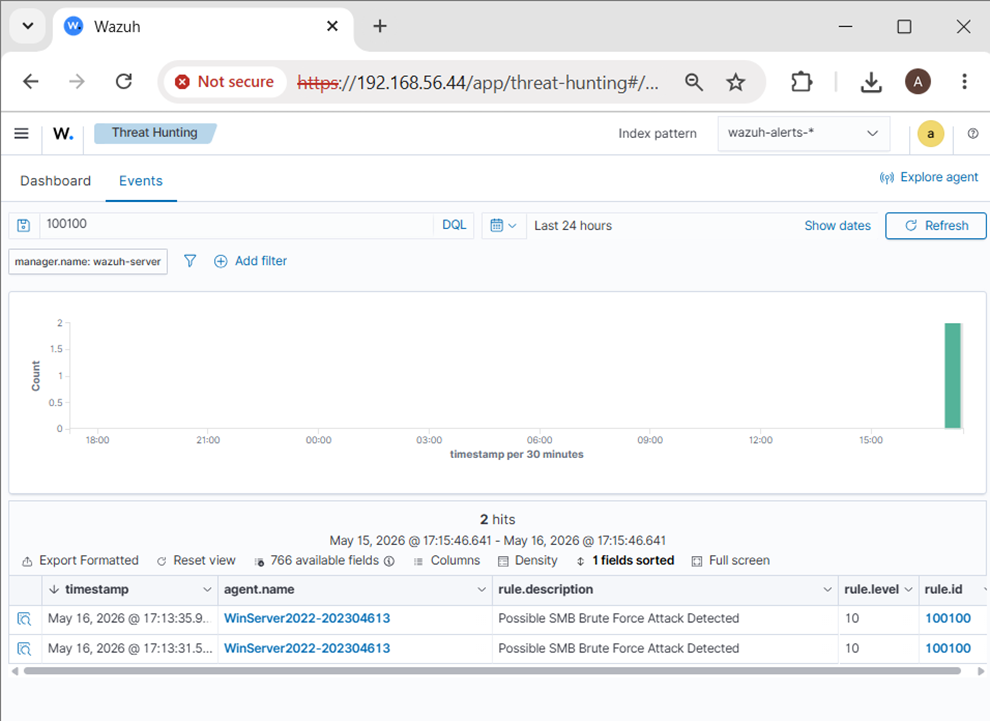 Wazuh
Not secure https://192.168.56.44/app/threat-hunting#/... A
W. Threat Hunting Index pattern wazuh-alerts-* a
Dashboard Events Explore agent
100100 DQL Last 24 hours Show dates Refresh
manager.name: wazuh-server Add filter
2
1.5
1
0.5
0
Count
18:00 21:00 00:00 03:00 06:00 09:00 12:00 15:00
timestamp per 30 minutes
2 hits
May 15, 2026 @ 17:15:46.641 - May 16, 2026 @ 17:15:46.641
Export Formatted Reset view 766 available fields Columns Density 1 fields sorted Full screen
timestamp agent.name rule.description rule.level rule.id
May 16, 2026 @ 17:13:35.9... WinServer2022-202304613 Possible SMB Brute Force Attack Detected 10 100100
May 16, 2026 @ 17:13:31.5... WinServer2022-202304613 Possible SMB Brute Force Attack Detected 10 100100